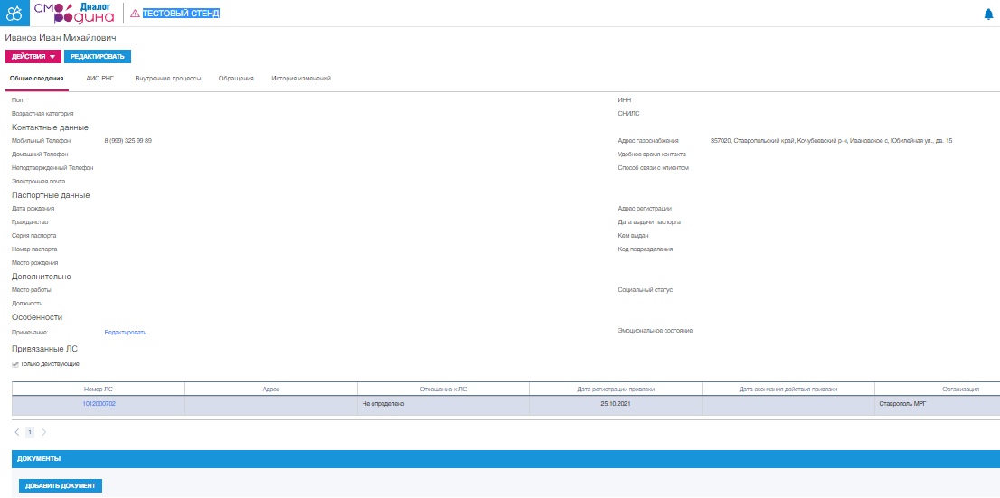 СМОРОДИНА Диалог ТЕСТОВЫЙ СТЕНД
Иванов Иван Михайлович
ДЕЙСТВИЯ РЕДАКТИРОВАТЬ
Общие сведения АИС РНГ Внутренние процессы Обращения История изменений
Пол ИНН
Возрастная категория СНИЛС
Контактные данные
Мобильный Телефон 8 (999) 325 99 89 Адрес газоснабжения 357020, Ставропольский край, Кочубеевский р-н, Ивановское с, Юбилейная ул., дв. 15
Домашний Телефон Удобное время контакта
Неподтвержденный Телефон Способ связи с клиентом
Электронная почта
Паспортные данные
Дата рождения Адрес регистрации
Гражданство Дата выдачи паспорта
Серия паспорта Кем выдан
Номер паспорта Код подразделения
Место рождения
Дополнительно
Место работы Социальный статус
Должность
Особенности
Примечание: Редактировать Эмоциональное состояние
Привязанные ЛС
Только действующие
Номер ЛС Адрес Отношение к ЛС Дата регистрации привязки Дата окончания действия привязки Организация
1012000702 Не определено 25.10.2021 Ставрополь МРГ
1
ДОКУМЕНТЫ
ДОБАВИТЬ ДОКУМЕНТ